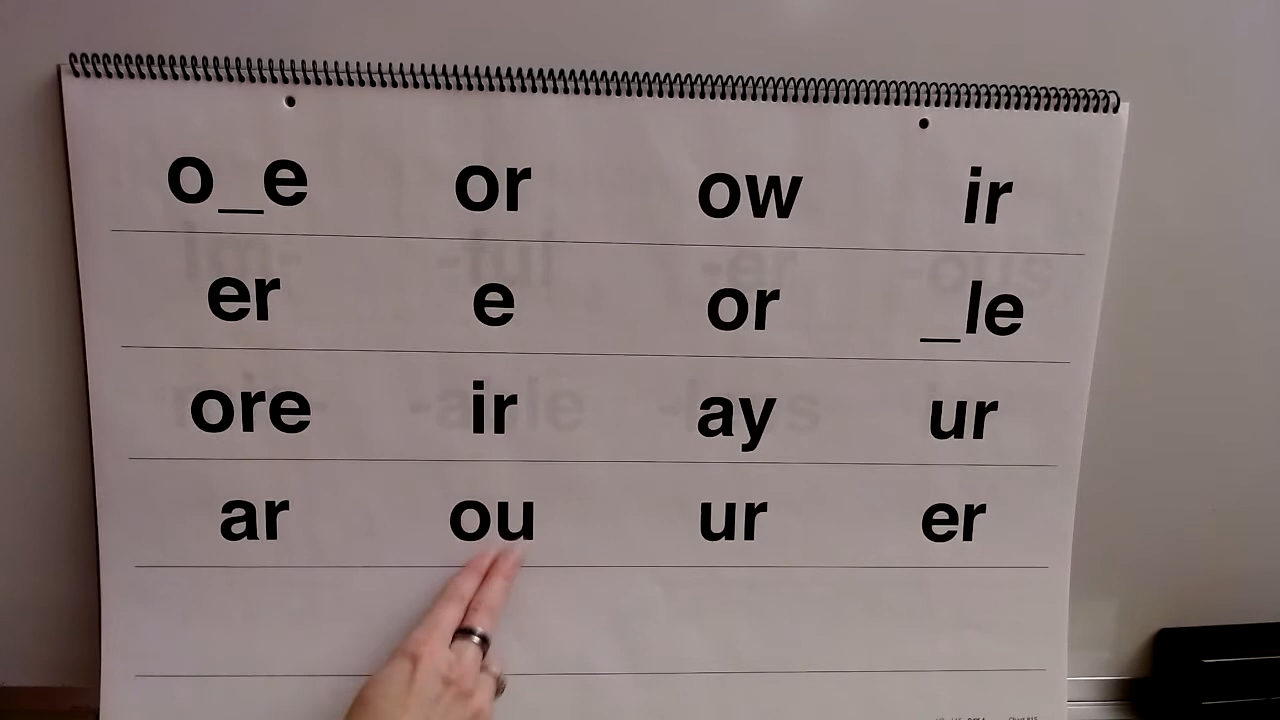 o_e or ow ir
er e or _le
ore ir ay ur
ar ou ur er